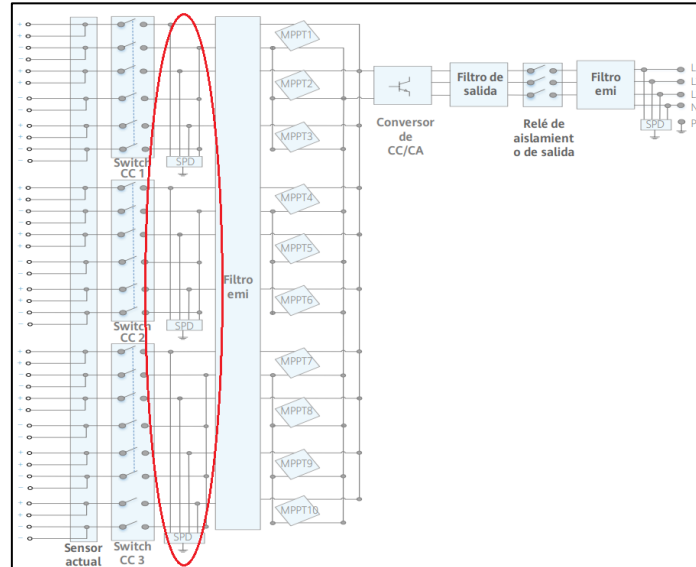 MPPT1
MPPT2
MPPT3
SPD
Switch
CC 1
MPPT4
MPPT5
MPPT6
SPD
Switch
CC 2
Filtro
emi
MPPT7
MPPT8
MPPT9
MPPT10
SPD
Sensor
actual
Switch
CC 3
Conversor
de
CC/CA
Filtro de
salida
Relé de
aislamient
o de salida
Filtro
emi
SPD
L
L
L
N
P